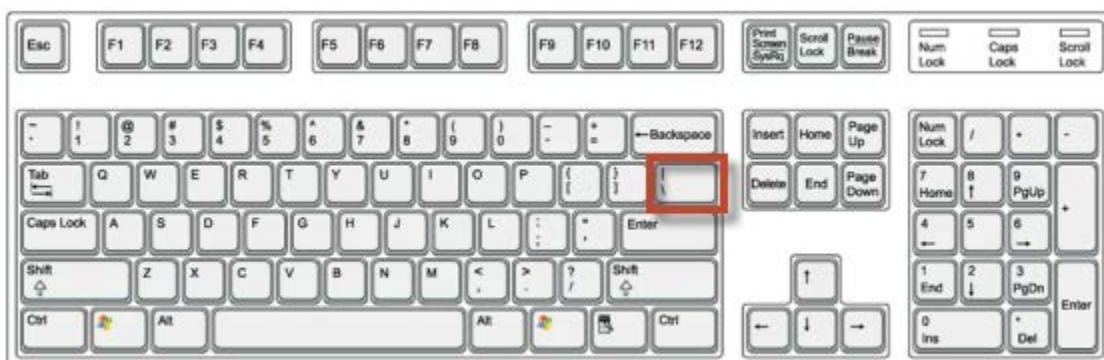 Esc F1 F2 F3 F4 F5 F6 F7 F8 F9 F10 F11 F12 Print Screen SysRq Scroll Lock Pause Break Num Lock Caps Lock Scroll Lock
~ ` ! 1 @ 2 # 3 $ 4 % 5 ^ 6 & 7 * 8 ( 9 ) 0 - + = ←Backspace Insert Home Page Up Num Lock / * -
Tab Q W E R T Y U I O P { [ } ] | \ Delete End Page Down 7 Home 8 ↑ 9 PgUp +
Caps Lock A S D F G H J K L : ; " ' Enter 4 ← 5 6 →
Shift Z X C V B N M < , > . ? / Shift ↑ 1 End 2 ↓ 3 PgDn Enter
Ctrl Alt Alt Ctrl ← ↓ → 0 Ins . Del